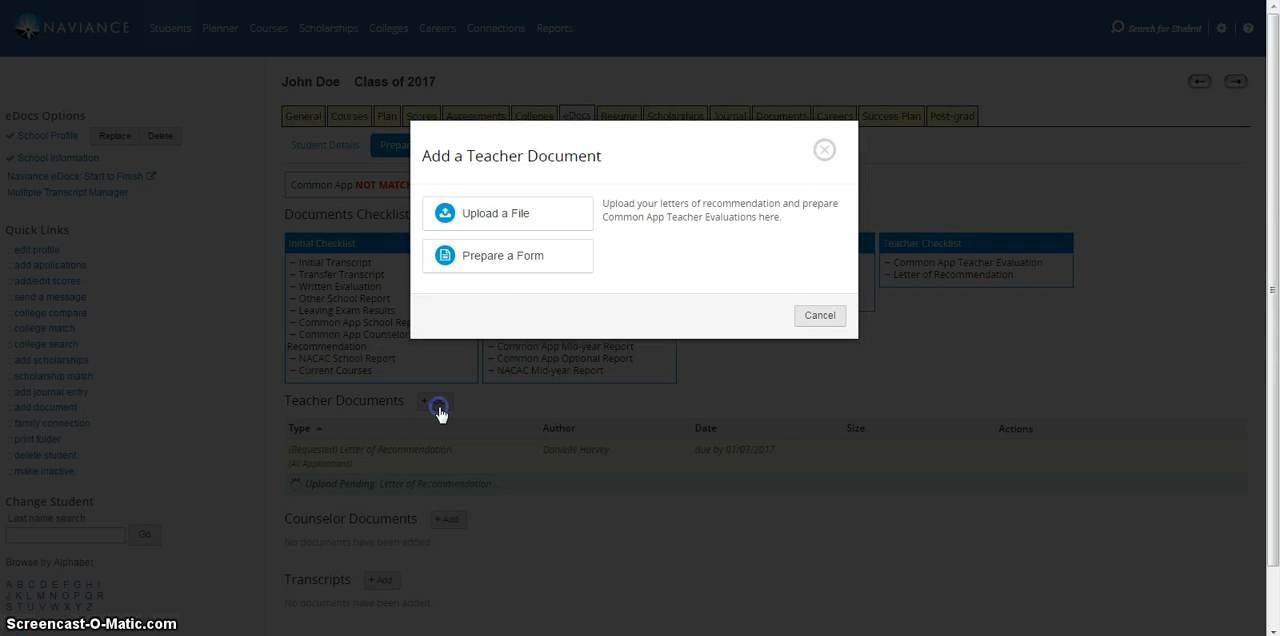 NAVIANCE
Students Planner Courses Scholarships Colleges Careers Connections Reports
Search for Student
John Doe Class of 2017
General Courses Plan Scores Assessments Colleges eDocs Resume Scholarships Journal Documents Careers Success Plan Post-grad
Student Details
eDocs Options
School Profile Replace Delete
School Information
Naviance eDocs: Start to Finish
Multiple Transcript Manager
Quick Links
:: edit profile
:: add applications
:: add/edit scores
:: send a message
:: college compare
:: college match
:: college search
:: add scholarships
:: scholarship match
:: add journal entry
:: add document
:: family connection
:: print folder
:: delete student
:: make inactive
Change Student
Last name search
Go
Browse by Alphabet
A B C D E F G H I
J K L M N O P Q R
S T U V W X Y Z
Add a Teacher Document
Upload a File
Upload your letters of recommendation and prepare
Common App Teacher Evaluations here.
Prepare a Form
Cancel
Common App NOT MATC
Documents Checklist
Initial Checklist
– Initial Transcript
– Transfer Transcript
– Written Evaluation
– Other School Report
– Leaving Exam Results
– Common App School Rep
– Common App Counselor
Recommendation
– NACAC School Report
– Current Courses
– Common App Mid-year Report
– Common App Optional Report
– NACAC Mid-year Report
Teacher Checklist
– Common App Teacher Evaluation
– Letter of Recommendation
Teacher Documents +
Type Author Date Size Actions
(Requested) Letter of Recommendation Danielle Harvey due by 01/03/2017
(All Applications)
Upload Pending: Letter of Recommendation...
Counselor Documents + Add
No documents have been added.
Transcripts + Add
No documents have been added.
Screencast-O-Matic.com